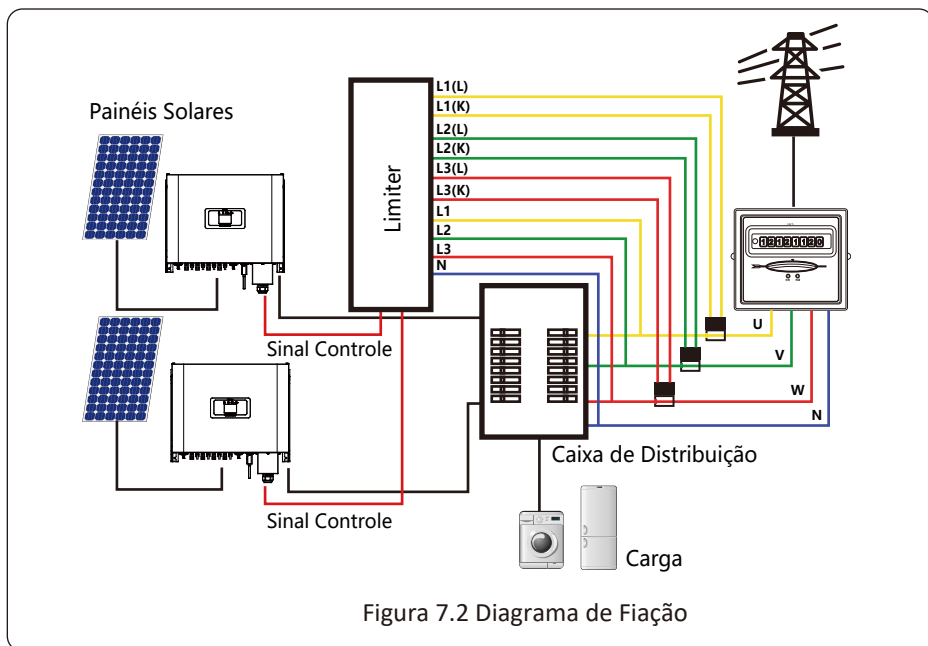 Painéis Solares
Limiter
L1(L)
L1(K)
L2(L)
L2(K)
L3(L)
L3(K)
L1
L2
L3
N
12121120
U
V
W
N
Sinal Controle
Caixa de Distribuição
Sinal Controle
Carga
Figura 7.2 Diagrama de Fiação